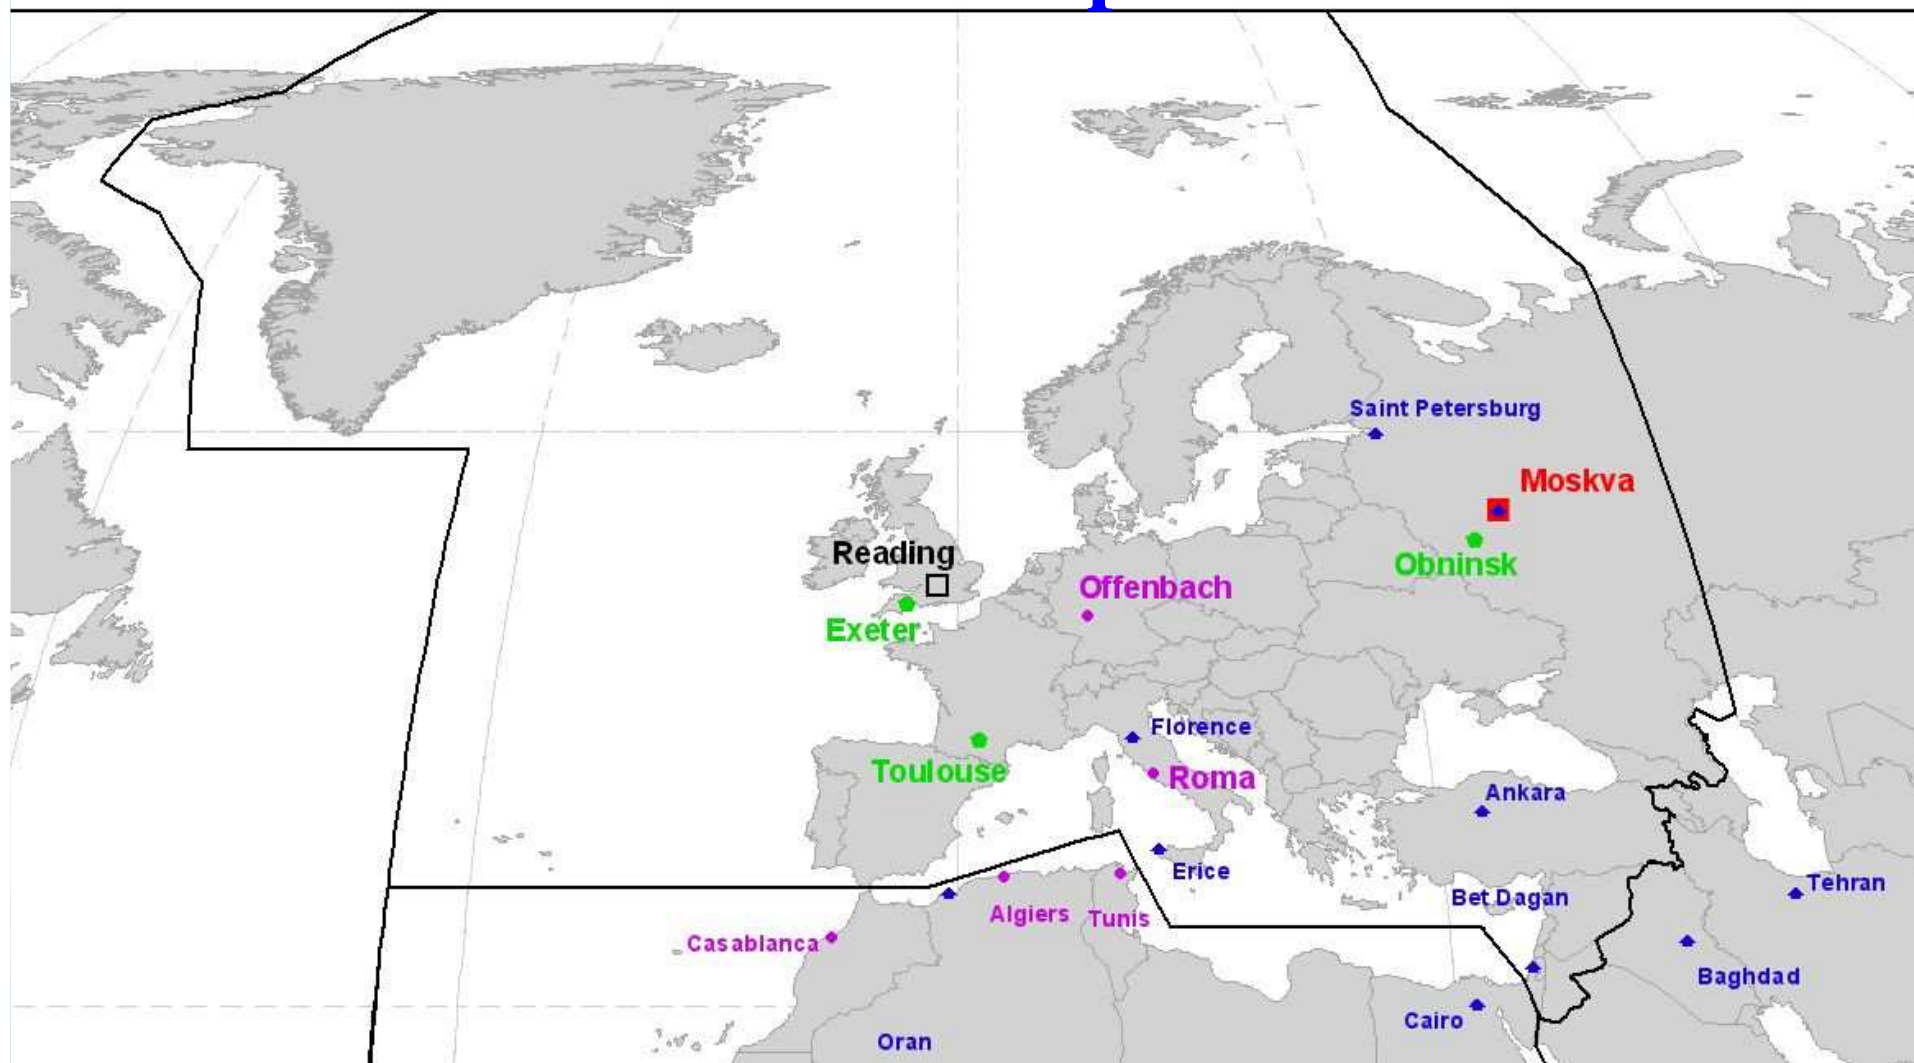 Saint Petersburg
Moskva
Reading
Obninsk
Offenbach
Exeter
Florence
Toulouse
Roma
Ankara
Erice
Tehran
Bet Dagan
Algiers
Tunis
Casablanca
Baghdad
Cairo
Oran